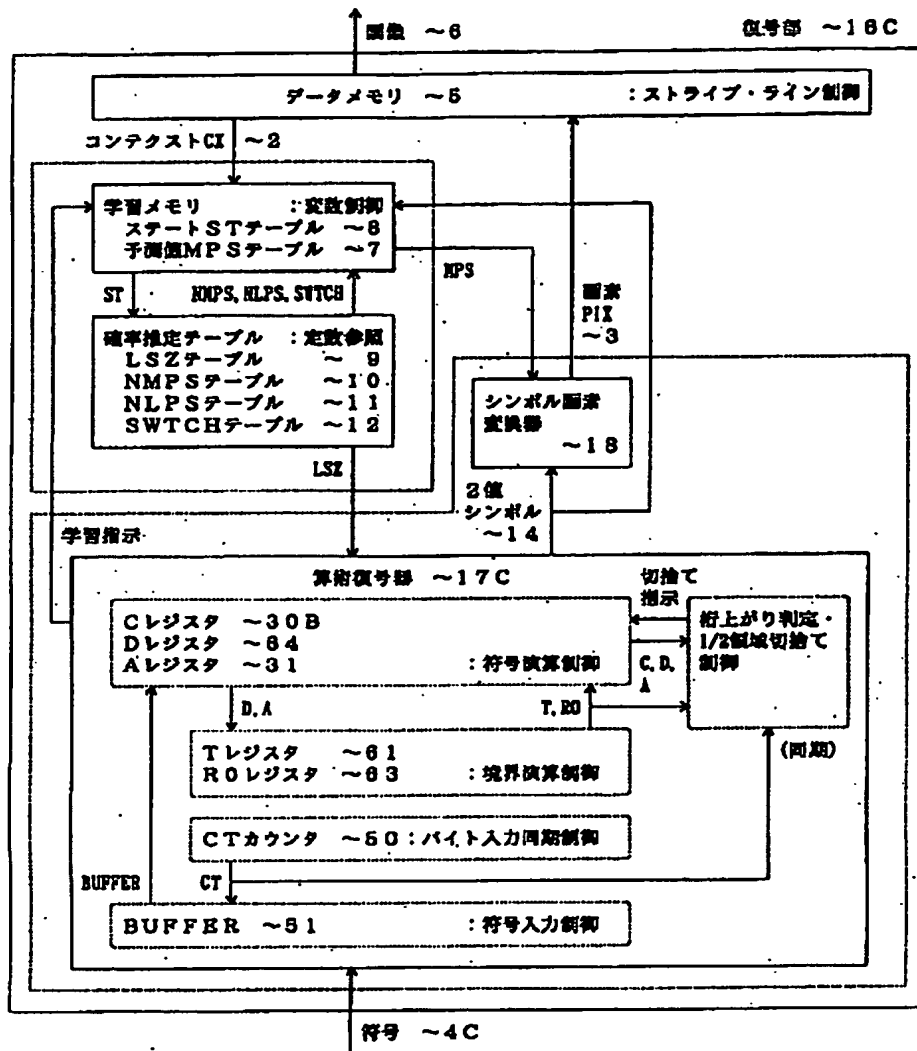 画像 ~6
復号部 ~16C
データメモリ ~5 :ストライプ・ライン制御
コンテクストCX ~2
学習メモリ :変数制御
ステートSTテーブル ~8
予測値MPSテーブル ~7
MPS
ST NMPS, NLPS, SWTCH
画素
PIX
~3
確率推定テーブル :定数参照
LSZテーブル ~9
NMPSテーブル ~10
NLPSテーブル ~11
SWTCHテーブル ~12
シンボル画素
変換器
~18
LSZ
2値
シンボル
~14
学習指示
算術復号器 ~17C
切捨て
指示
Cレジスタ ~30B
Dレジスタ ~64
Aレジスタ ~31 :符号演算制御
桁上がり判定・
1/2領域切捨て
制御
C, D,
A
D, A
T, R0
Tレジスタ ~61
R0レジスタ ~63 :境界演算制御
(同期)
CTカウンタ ~50:バイト入力同期制御
BUFFER
CT
BUFFER ~51 :符号入力制御
符号 ~4C